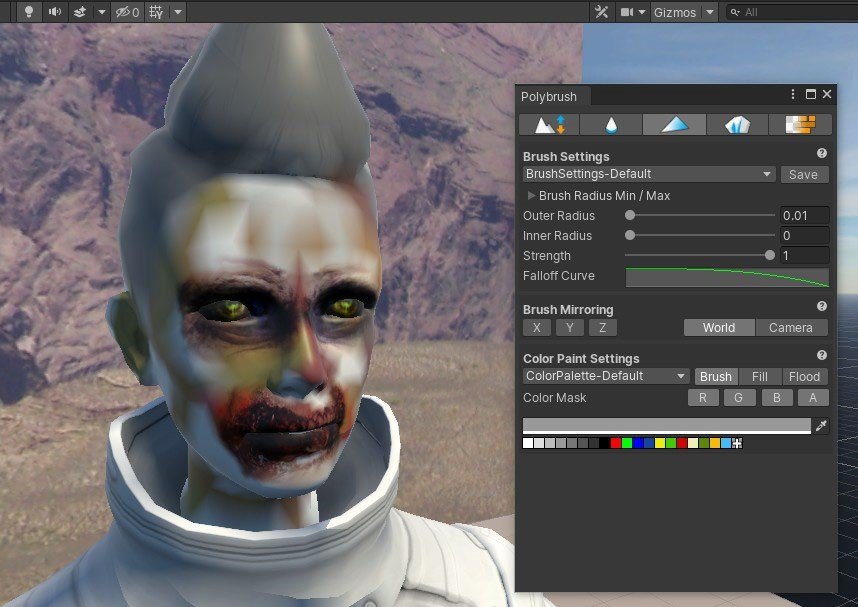 0
Gizmos
All
Polybrush
Brush Settings
BrushSettings-Default
Save
Brush Radius Min / Max
Outer Radius 0.01
Inner Radius 0
Strength 1
Falloff Curve
Brush Mirroring
X Y Z World Camera
Color Paint Settings
ColorPalette-Default Brush Fill Flood
Color Mask R G B A